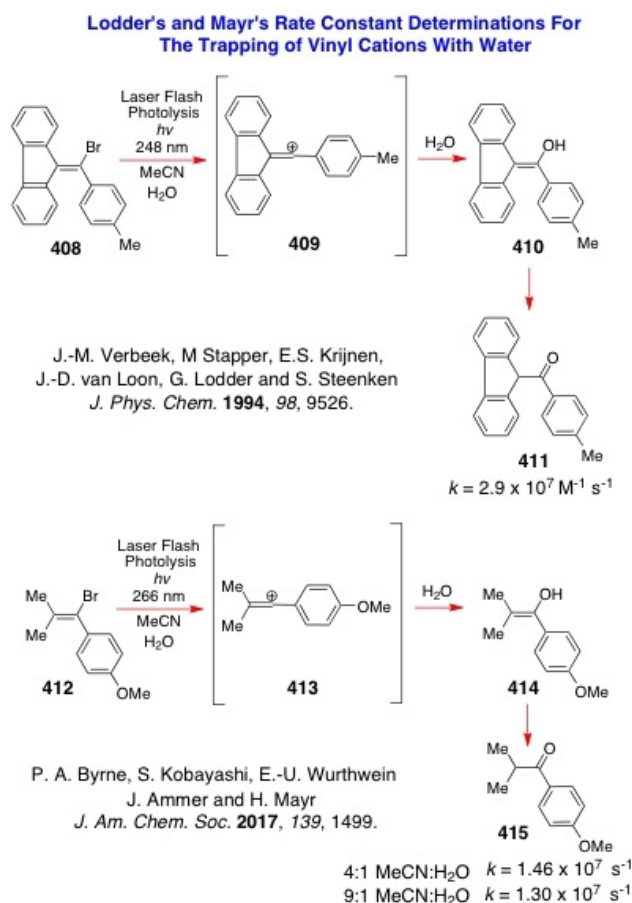 Lodder's and Mayr's Rate Constant Determinations For
The Trapping of Vinyl Cations With Water
Laser Flash
Photolysis
hv
248 nm
MeCN
H₂O
Br
Me
408
⊕
Me
409
H₂O
OH
Me
410
O
Me
411
k = 2.9 x 10⁷ M⁻¹ s⁻¹
J.-M. Verbeek, M Stapper, E.S. Krijnen,
J.-D. van Loon, G. Lodder and S. Steenken
J. Phys. Chem. 1994, 98, 9526.
Laser Flash
Photolysis
hv
266 nm
MeCN
H₂O
Me
Br
Me
OMe
412
Me
⊕
Me
OMe
413
H₂O
Me
OH
Me
OMe
414
Me
O
Me
OMe
415
P. A. Byrne, S. Kobayashi, E.-U. Wurthwein
J. Ammer and H. Mayr
J. Am. Chem. Soc. 2017, 139, 1499.
4:1 MeCN:H₂O k = 1.46 x 10⁷ s⁻¹
9:1 MeCN:H₂O k = 1.30 x 10⁷ s⁻¹